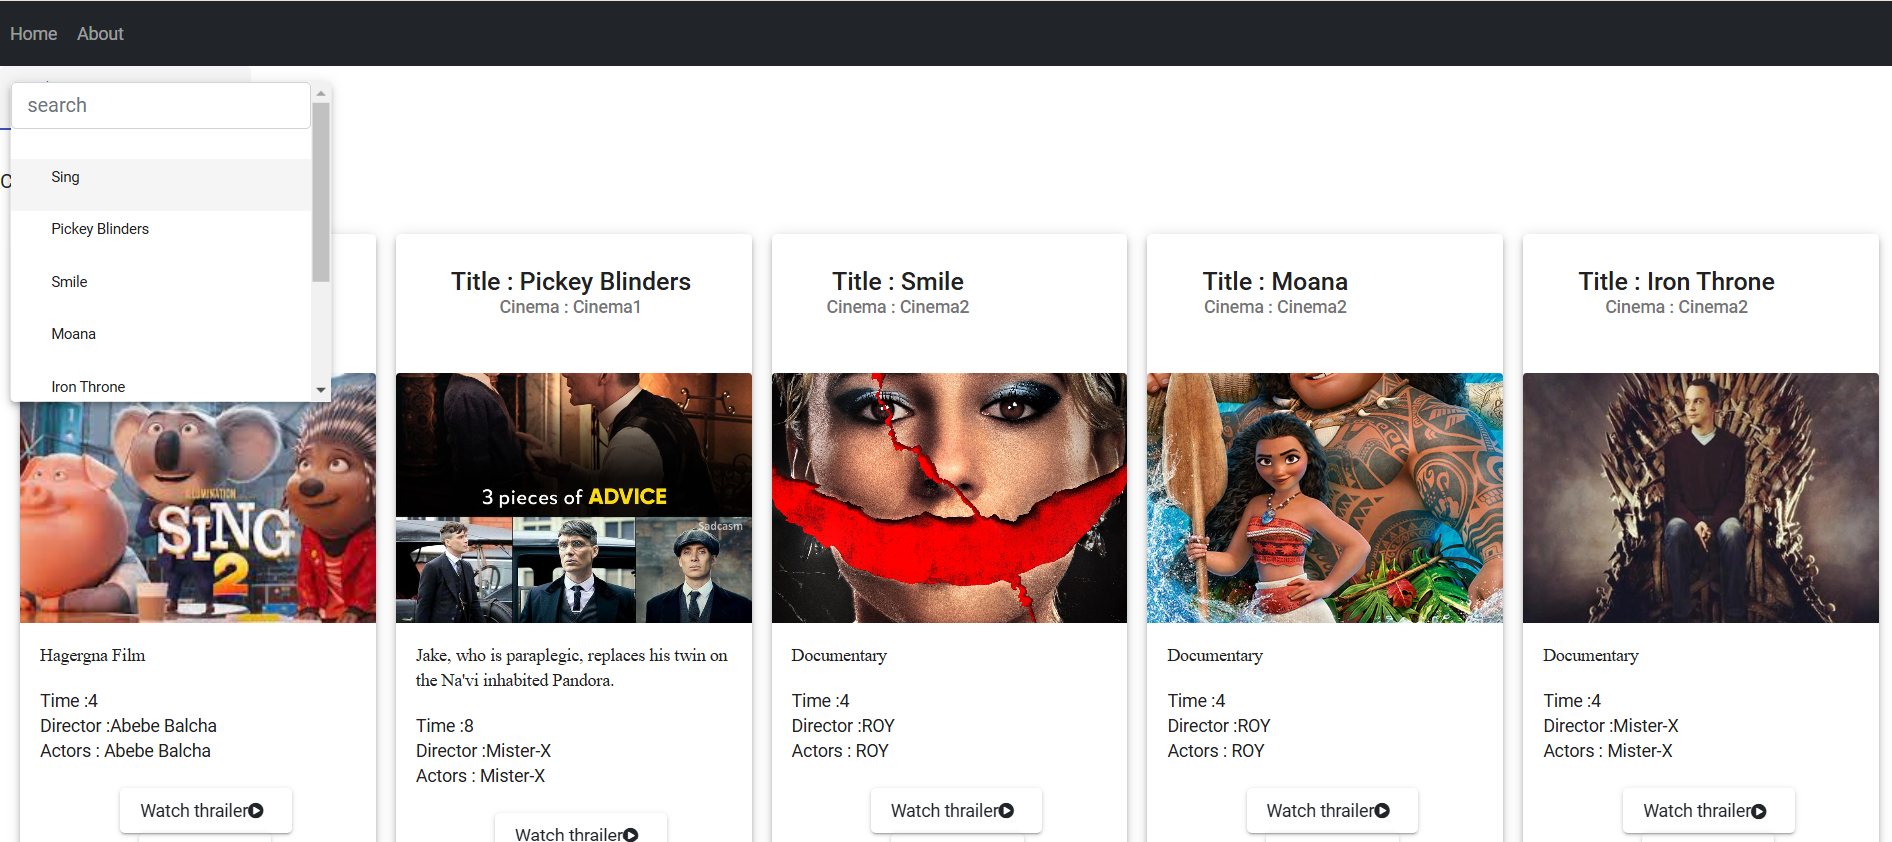 Home About
search
C
Sing
Pickey Blinders
Smile
Moana
Iron Throne
Title : Pickey Blinders
Cinema : Cinema1
Title : Smile
Cinema : Cinema2
Title : Moana
Cinema : Cinema2
Title : Iron Throne
Cinema : Cinema2
ILLUMINATION
SING
2
3 pieces of ADVICE
Sadcasm
Hagergna Film
Time :4
Director :Abebe Balcha
Actors : Abebe Balcha
Watch thrailer
Jake, who is paraplegic, replaces his twin on
the Na'vi inhabited Pandora.
Time :8
Director :Mister-X
Actors : Mister-X
Watch thrailer
Documentary
Time :4
Director :ROY
Actors : ROY
Watch thrailer
Documentary
Time :4
Director :ROY
Actors : ROY
Watch thrailer
Documentary
Time :4
Director :Mister-X
Actors : Mister-X
Watch thrailer